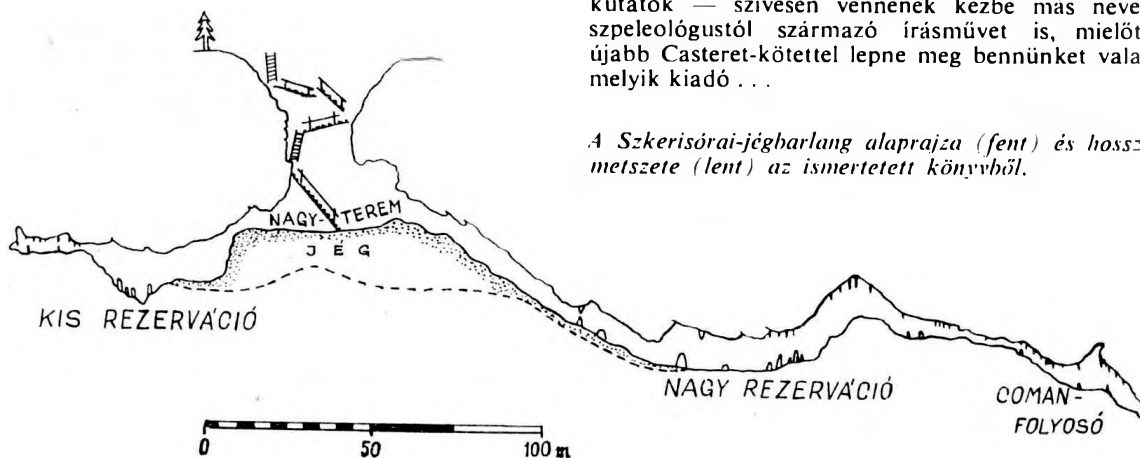 kutatók — szívesen vennének kézbe más neve
szpeleológustól származó írásművet is, mielőt
újabb Casteret-kötettel lepne meg bennünket vala
melyik kiadó . . .
A Szkerisórai-jégbarlang alaprajza (fent) és hossz
metszete (lent) az ismertetett könyvből.
NAGY-TEREM
JÉG
KIS REZERVÁCIÓ
NAGY REZERVÁCIÓ
COMAN-
FOLYOSÓ
0 50 100 m